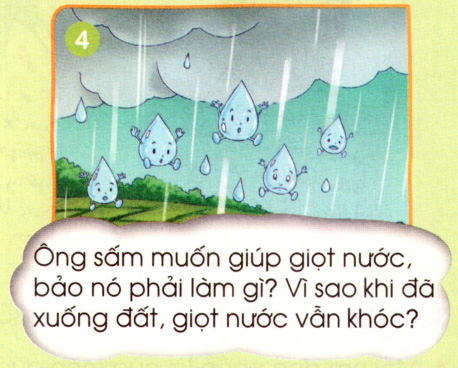 4
Ông sấm muốn giúp giọt nước,
bảo nó phải làm gì? Vì sao khi đã
xuống đất, giọt nước vẫn khóc?